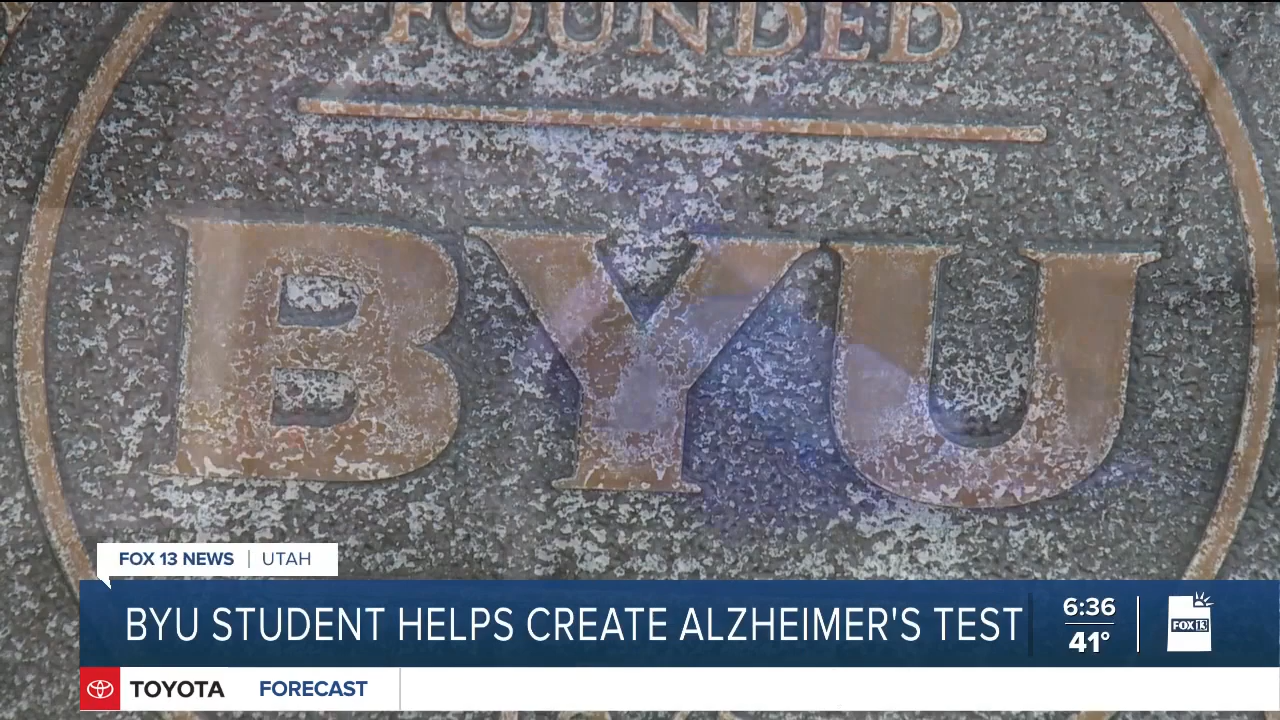 FOUNDED
BYU
FOX 13 NEWS | UTAH
BYU STUDENT HELPS CREATE ALZHEIMER'S TEST
6:36
41°
FOX 13
TOYOTA FORECAST